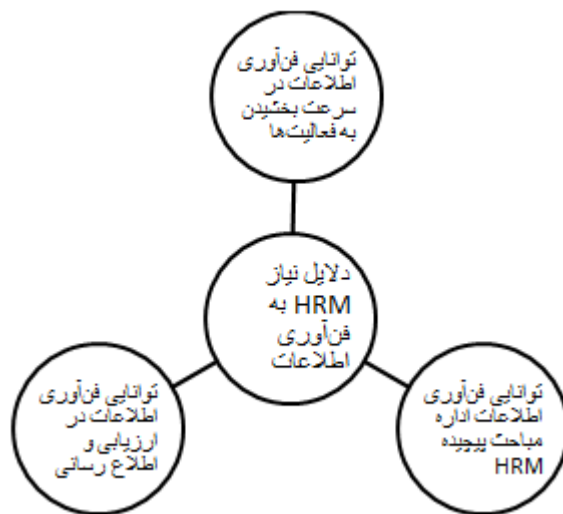 توانایی فن‌آوری
اطلاعات در
سرعت بخشیدن
به فعالیت‌ها
دلایل نیاز
HRM به
فن‌آوری
اطلاعات
توانایی فن‌آوری
اطلاعات اداره
مباحث پیچیده
HRM
توانایی فن‌آوری
اطلاعات در
ارزیابی و
اطلاع رسانی